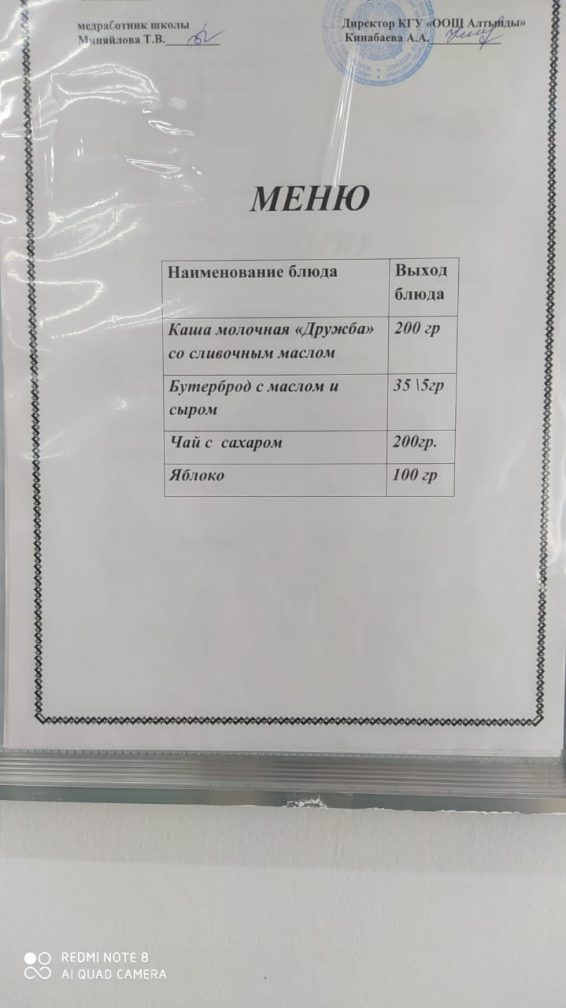 медработник школы
Миняйлова Т.В.
Директор КГУ «ООШ Алтынды»
Кинабаева А.А.
МЕНЮ
Наименование блюда
Выход
блюда
Каша молочная «Дружба»
со сливочным маслом
200 гр
Бутерброд с маслом и
сыром
35 \5гр
Чай с сахаром
200гр.
Яблоко
100 гр
REDMI NOTE 8
AI QUAD CAMERA